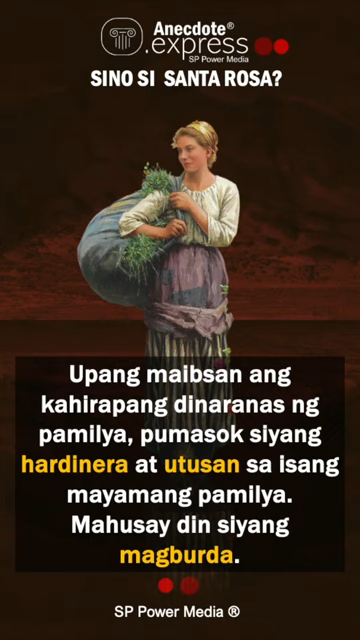 Anecdote®
.express
SP Power Media
SINO SI SANTA ROSA?
Upang maibsan ang
kahirapang dinaranas ng
pamilya, pumasok siyang
hardinera at utusan sa isang
mayamang pamilya.
Mahusay din siyang
magburda.
SP Power Media ®